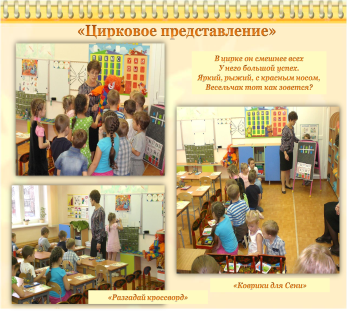 «Цирковое представление»
В цирке он смешнее всех
У него большой успех.
Яркий, рыжий, с красным носом,
Весельчак тот как зовется?
«Коврики для Сени»
«Разгадай кросеворд»